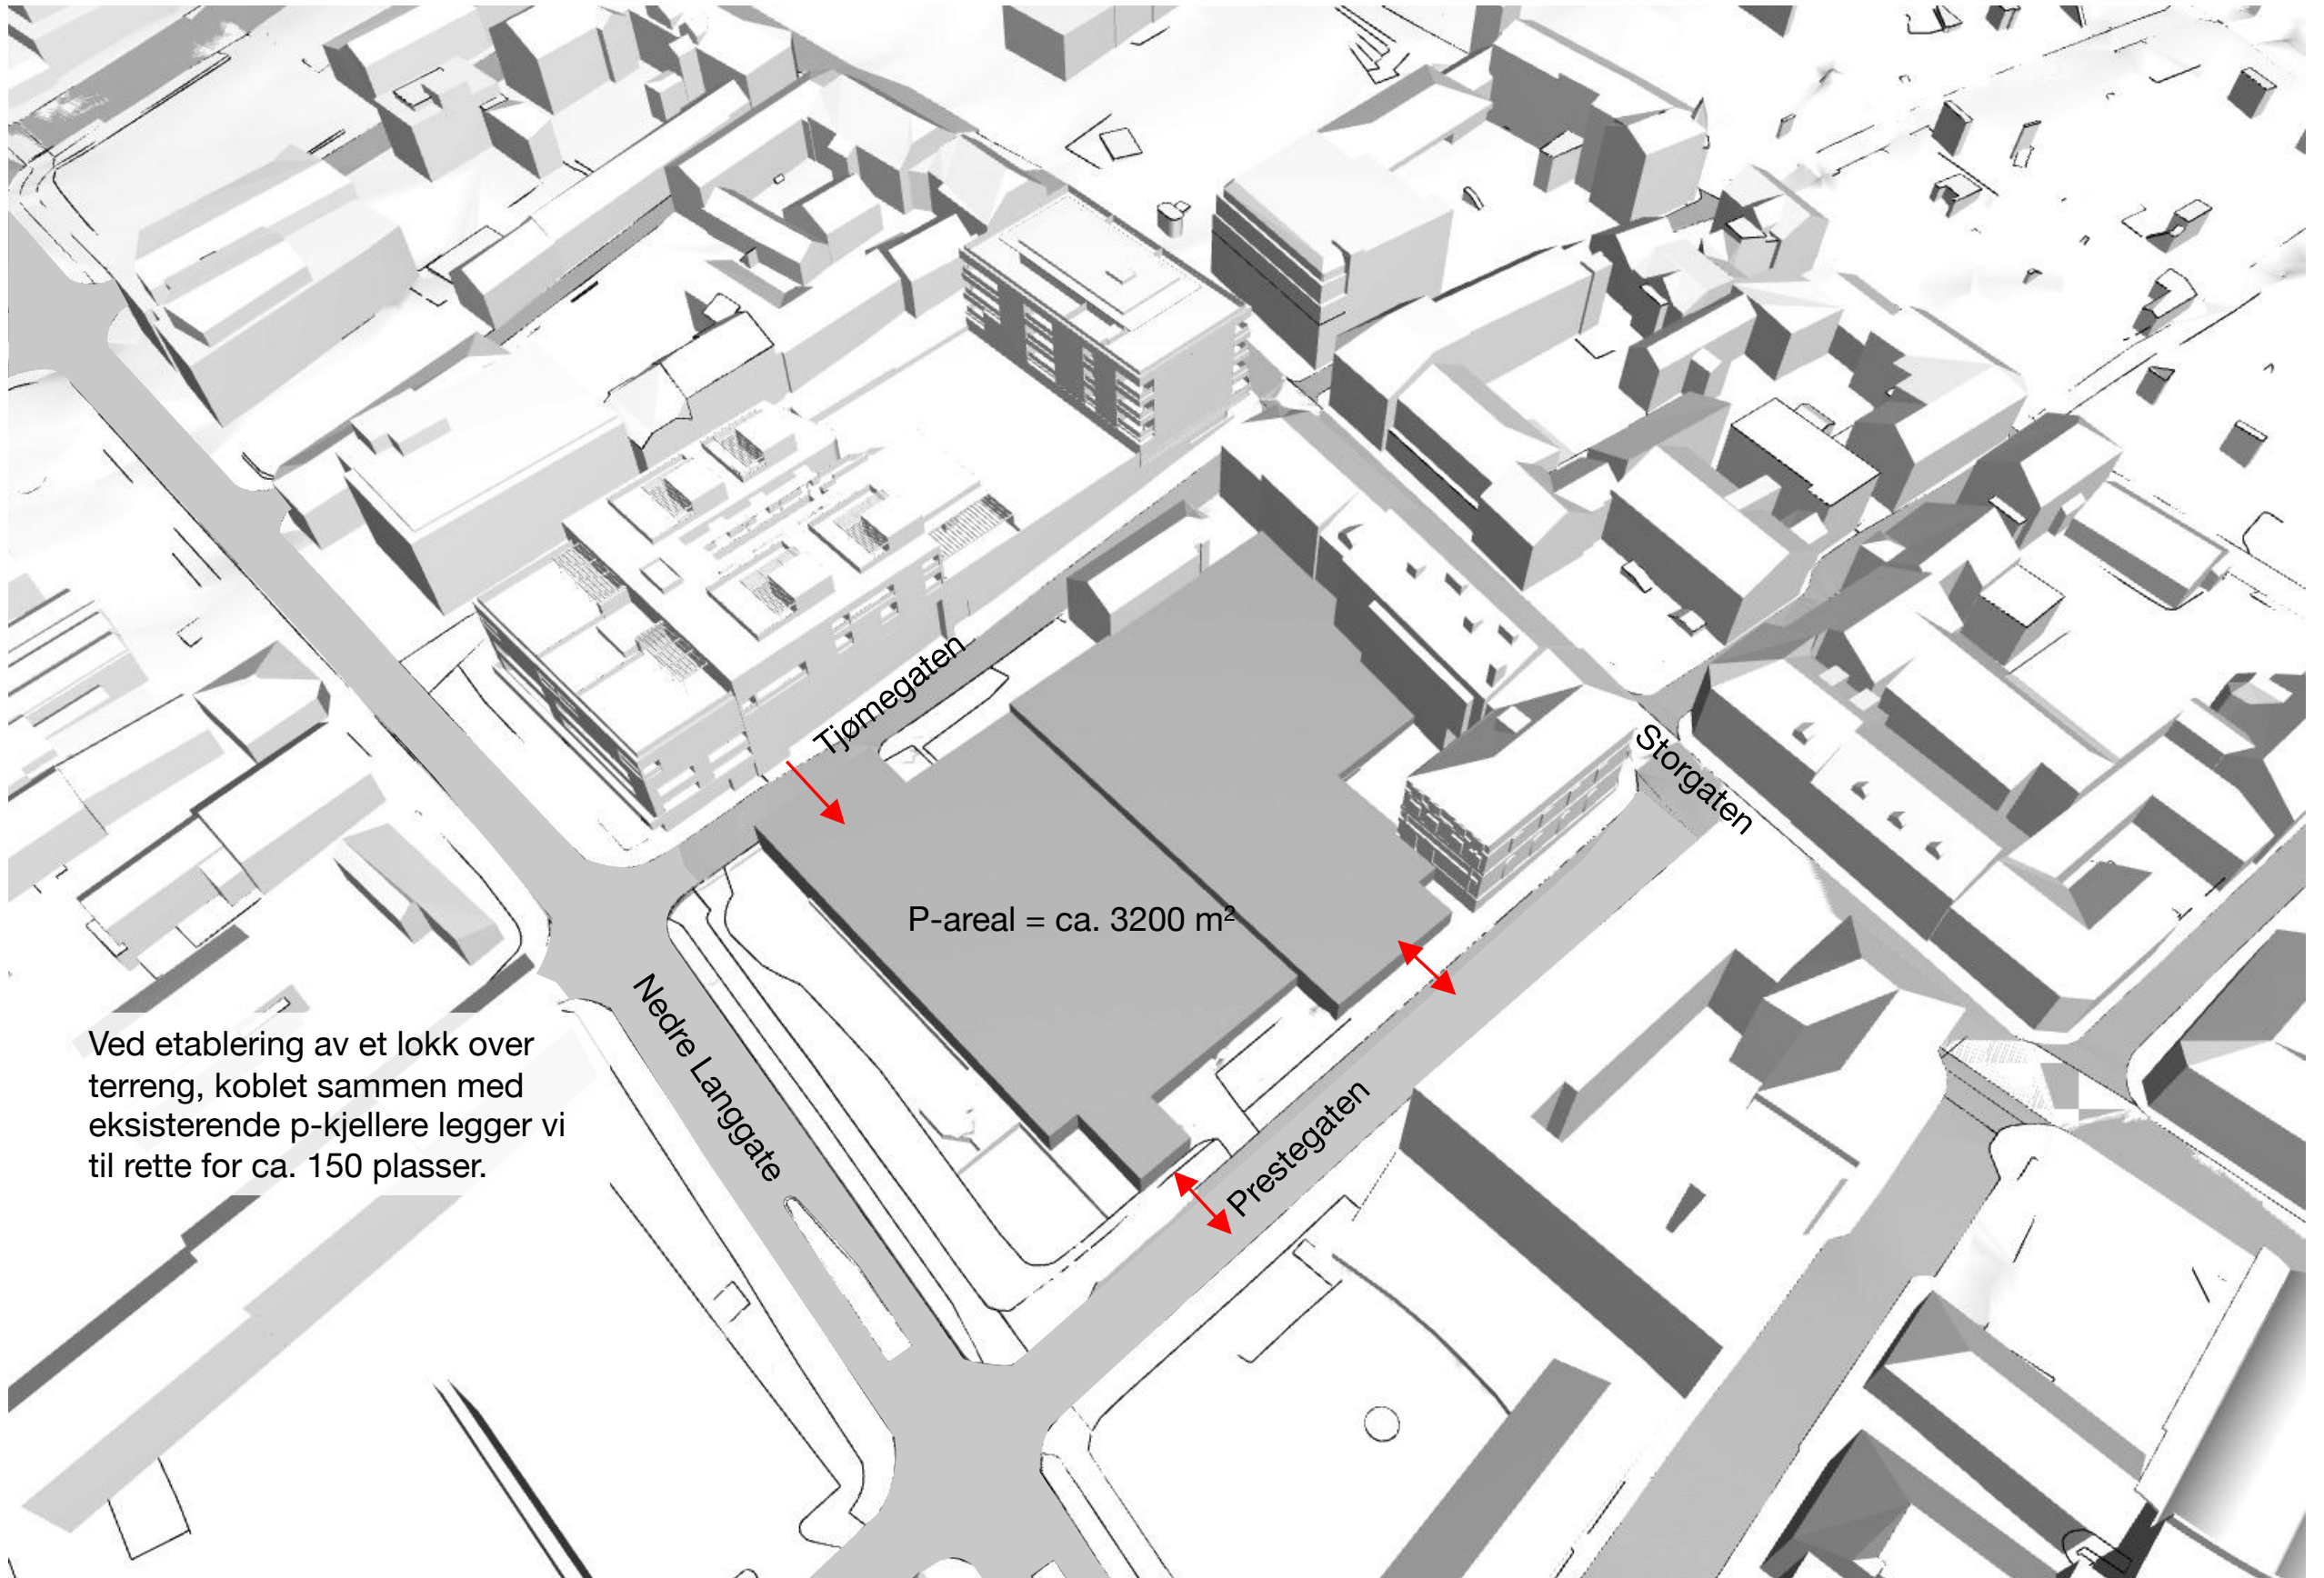 Tjømegaten
Storgaten
P-areal = ca. 3200 m²
Nedre Langgate
Ved etablering av et lokk over
terreng, koblet sammen med
eksisterende p-kjellere legger vi
til rette for ca. 150 plasser.
Prestegaten